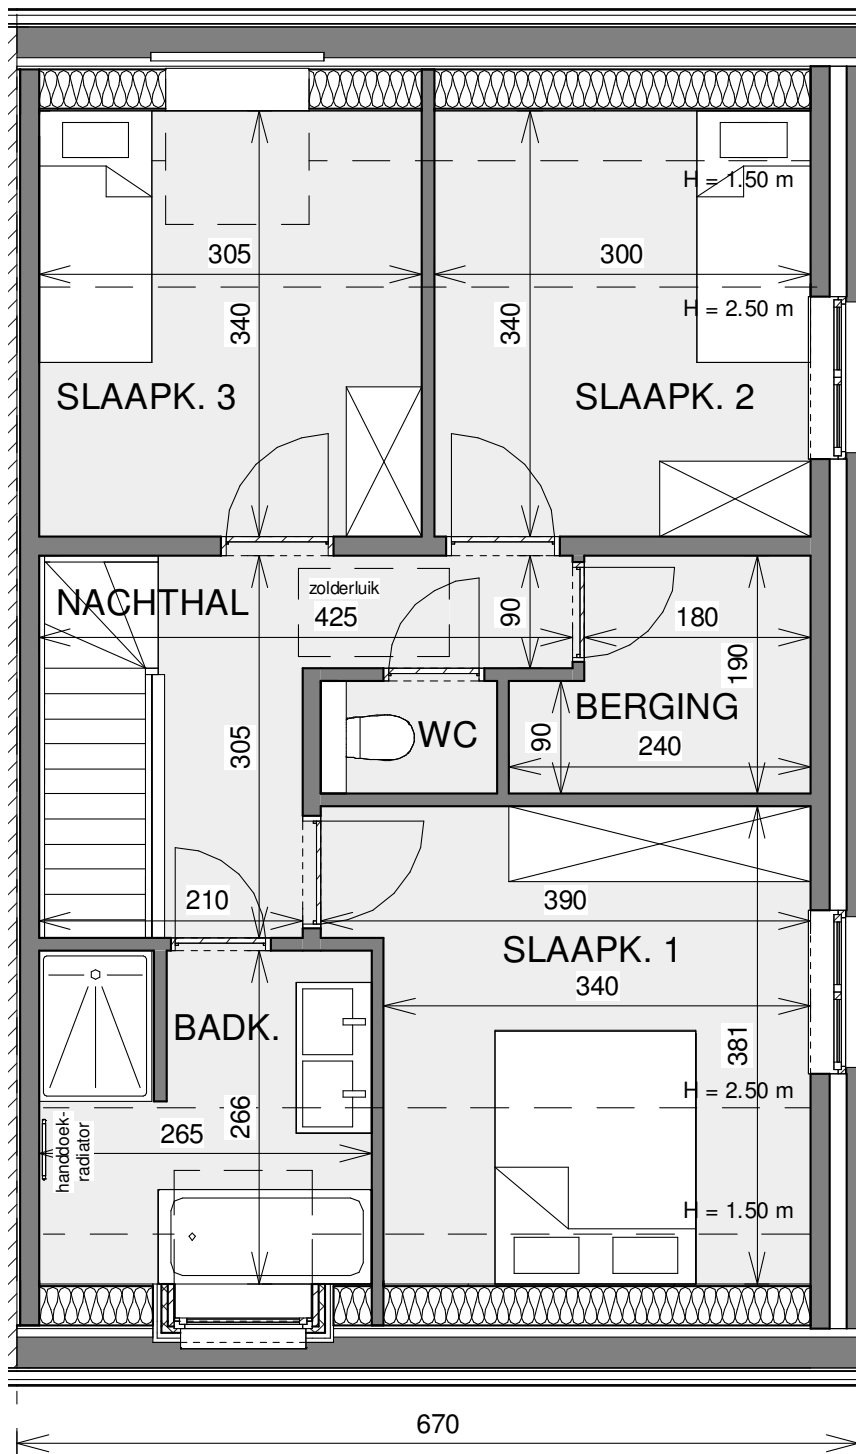 H = 1.50 m
305
300
340
340
H = 2.50 m
SLAAPK. 3
SLAAPK. 2
zolderluik
NACHTHAL
425
90
180
190
BERGING
WC
90
240
305
210
390
SLAAPK. 1
340
381
BADK.
H = 2.50 m
266
265
handdoek-
radiator
H = 1.50 m
670